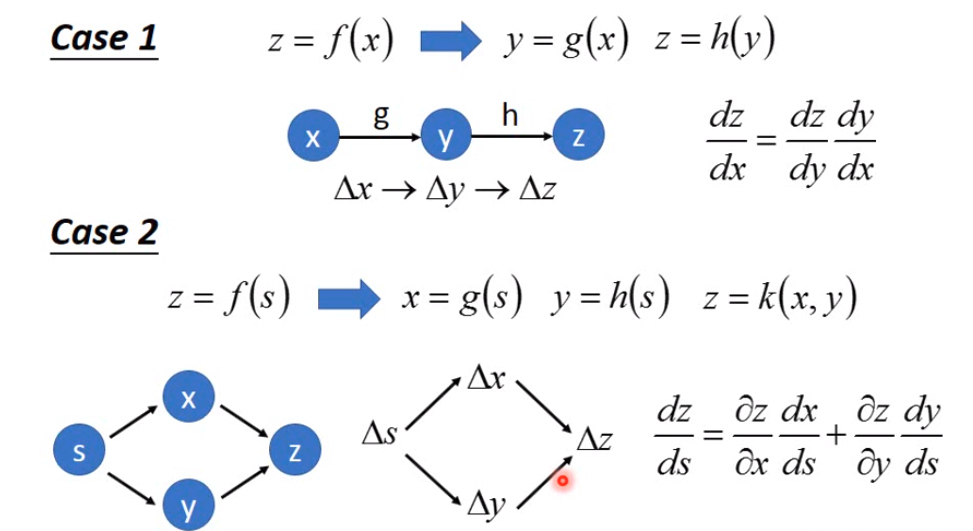 Case 1 z = f(x) y = g(x) z = h(y)
g h
x y z
dz/dx = dz/dy dy/dx
Δx → Δy → Δz
Case 2
z = f(s) x = g(s) y = h(s) z = k(x, y)
x Δx
s z Δs Δz dz/ds = ∂z/∂x dx/ds + ∂z/∂y dy/ds
y Δy